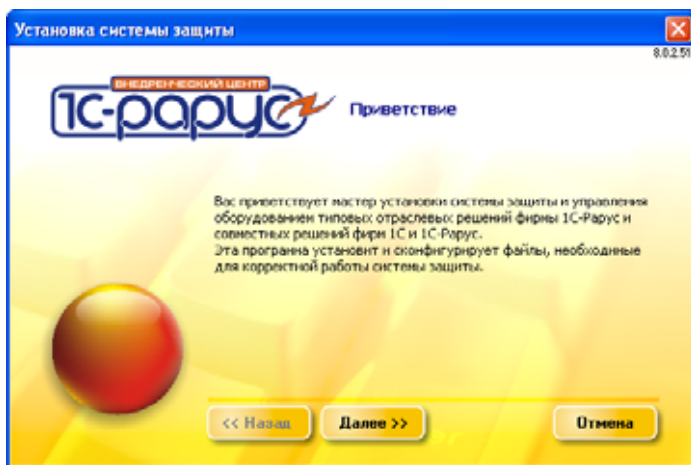 Установка системы защиты
8.0.2.51
ВНЕДРЕНЧЕСКИЙ ЦЕНТР
1С-рарус
Приветствие
Вас приветствует мастер установки системы защиты и управления
оборудованием типовых отраслевых решений фирмы 1С-Рарус и
совместных решений фирм 1С и 1С-Рарус.
Эта программа установит и сконфигурирует файлы, необходимые
для корректной работы системы защиты.
<< Назад
Далее >>
Отмена